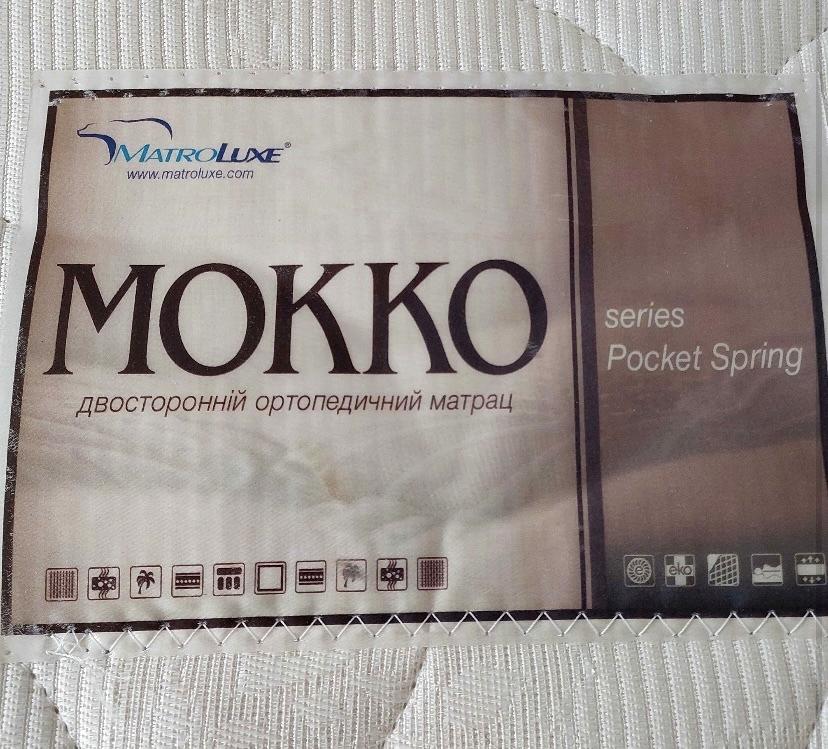 MATROLUXE®
www.matroluxe.com
МОККО
двосторонній ортопедичний матрац
series
Pocket Spring
e
eko